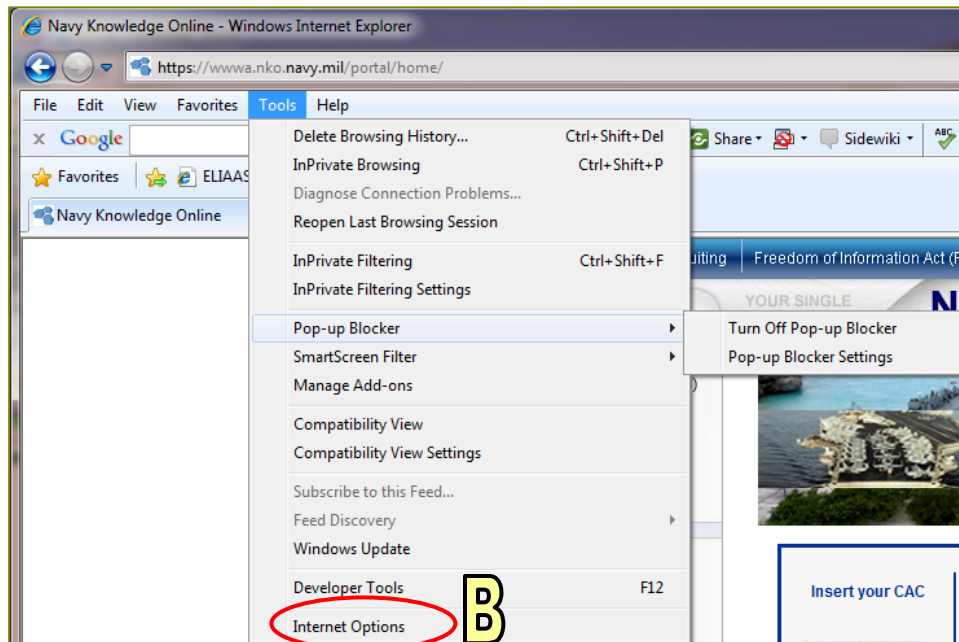 Navy Knowledge Online - Windows Internet Explorer
https://wwwa.nko.navy.mil/portal/home/
File Edit View Favorites Tools Help
x Google Share Sidewiki ABC
Favorites ELIAAS
Navy Knowledge Online
Delete Browsing History... Ctrl+Shift+Del
InPrivate Browsing Ctrl+Shift+P
Diagnose Connection Problems...
Reopen Last Browsing Session
InPrivate Filtering Ctrl+Shift+F
InPrivate Filtering Settings
Pop-up Blocker
SmartScreen Filter
Manage Add-ons
Compatibility View
Compatibility View Settings
Subscribe to this Feed...
Feed Discovery
Windows Update
Developer Tools F12
Internet Options
B
uiting Freedom of Information Act (F
YOUR SINGLE N
Turn Off Pop-up Blocker
Pop-up Blocker Settings
)
Insert your CAC